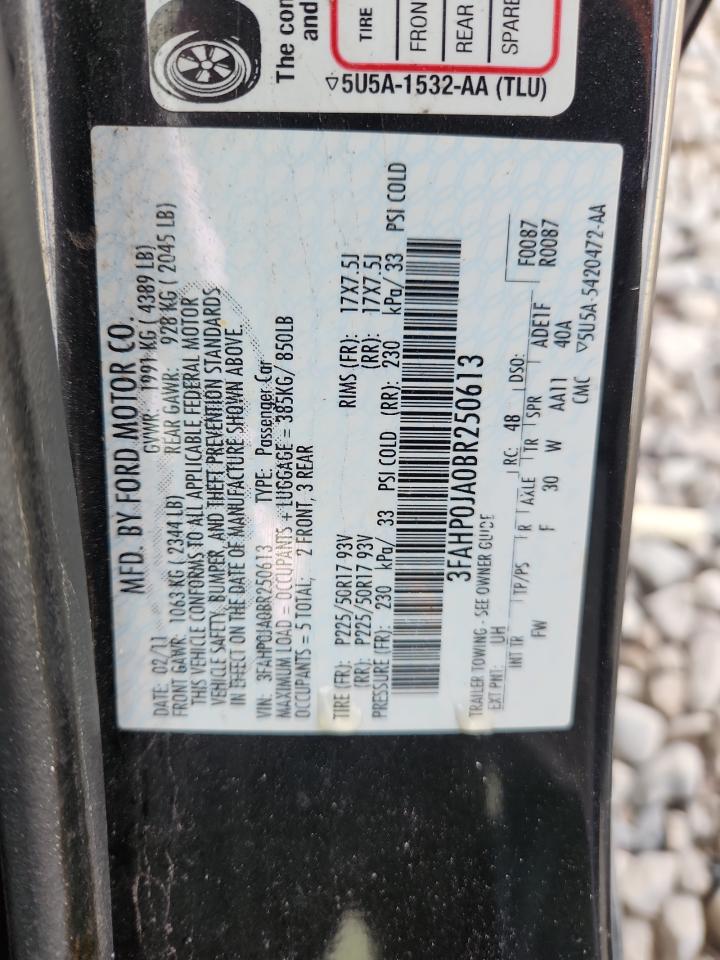 The con
and
TIRE
FRON
REAR
SPARE
▽5U5A-1532-AA (TLU)
MFD. BY FORD MOTOR CO.
DATE: 02/11 GVWR: 1991 KG ( 4389 LB)
FRONT GAWR: 1063 KG ( 2344 LB) REAR GAWR: 928 KG ( 2045 LB)
THIS VEHICLE CONFORMS TO ALL APPLICABLE FEDERAL MOTOR
VEHICLE SAFETY, BUMPER, AND THEFT PREVENTION STANDARDS
IN EFFECT ON THE DATE OF MANUFACTURE SHOWN ABOVE.
VIN: 3FAHP0JA0BR250613 TYPE: Passenger Car
MAXIMUM LOAD = OCCUPANTS + LUGGAGE = 385KG/ 850LB
OCCUPANTS = 5 TOTAL; 2 FRONT, 3 REAR
TIRE (FR): P225/50R17 93V RIMS (FR): 17X7.5J
(RR): P225/50R17 93V (RR): 17X7.5J
PRESSURE (FR): 230 kPa/ 33 PSI COLD (RR): 230 kPa/ 33 PSI COLD
3FAHP0JA0BR250613
TRAILER TOWING - SEE OWNER GUIDE F0087
EXT PNT: UH RC: 48 DSO: R0087
INT TR TP/PS R AXLE TR SPR ADE1F
FW F 30 W AA11 40A
CMC ▽5U5A-5420472-AA